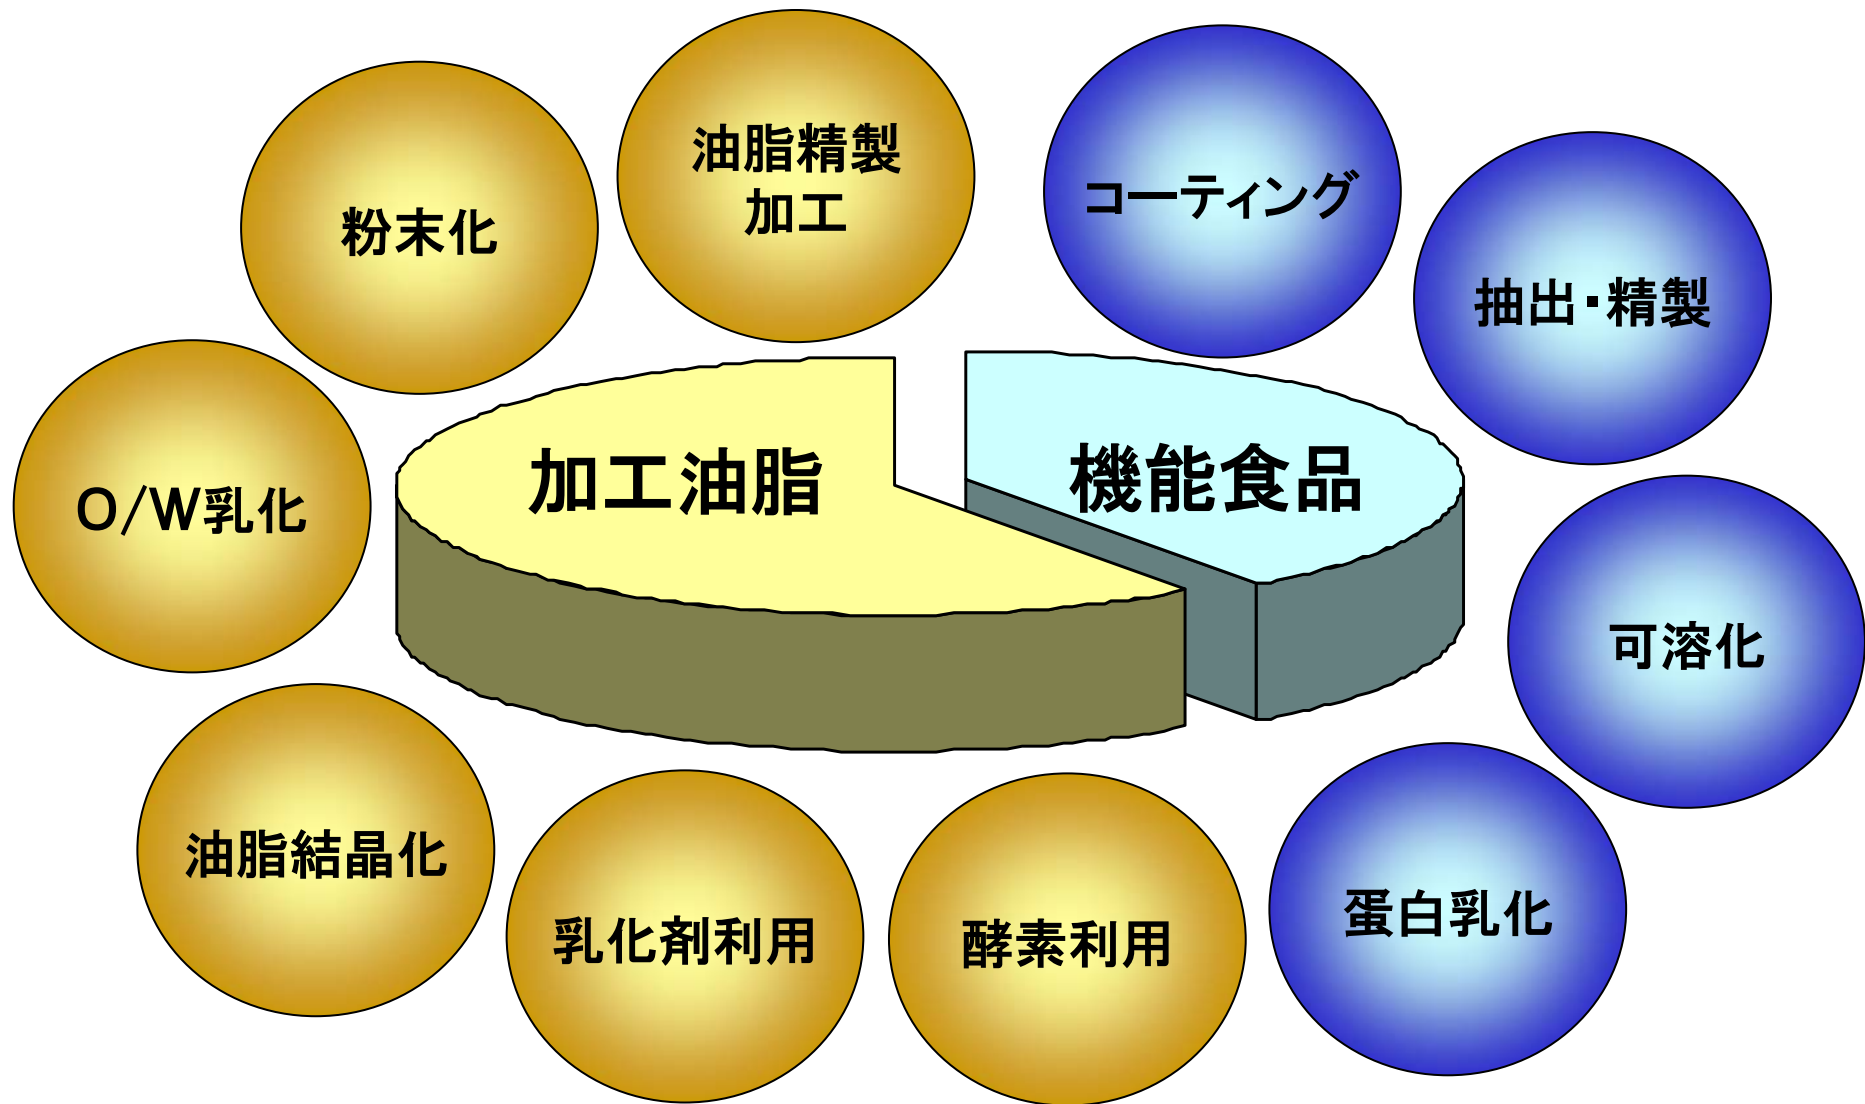 油脂精製
加工
コーティング
粉末化
抽出・精製
加工油脂
機能食品
O/W乳化
可溶化
油脂結晶化
乳化剤利用
酵素利用
蛋白乳化